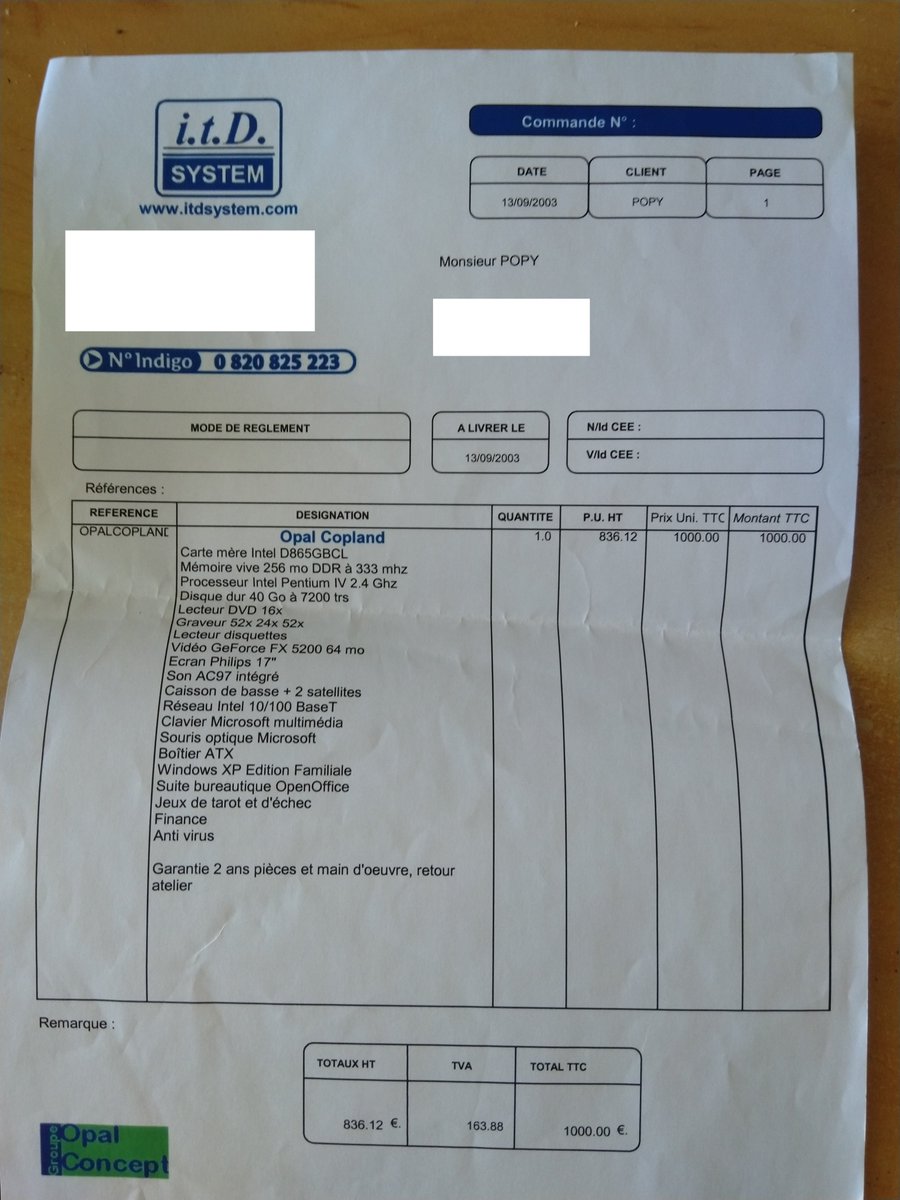 i.t.D.
SYSTEM
www.itdsystem.com
Commande N° :
DATE CLIENT PAGE
13/09/2003 POPY 1
Monsieur POPY
N° Indigo 0 820 825 223
MODE DE REGLEMENT
A LIVRER LE
13/09/2003
N/Id CEE :
V/Id CEE :
Références :
REFERENCE DESIGNATION QUANTITE P.U. HT Prix Uni. TTC Montant TTC
OPALCOPLAND Opal Copland 1.0 836.12 1000.00 1000.00
Carte mère Intel D865GBCL
Mémoire vive 256 mo DDR à 333 mhz
Processeur Intel Pentium IV 2.4 Ghz
Disque dur 40 Go à 7200 trs
Lecteur DVD 16x
Graveur 52x 24x 52x
Lecteur disquettes
Vidéo GeForce FX 5200 64 mo
Ecran Philips 17"
Son AC97 intégré
Caisson de basse + 2 satellites
Réseau Intel 10/100 BaseT
Clavier Microsoft multimédia
Souris optique Microsoft
Boîtier ATX
Windows XP Edition Familiale
Suite bureautique OpenOffice
Jeux de tarot et d'échec
Finance
Anti virus
Garantie 2 ans pièces et main d'oeuvre, retour
atelier
Remarque :
TOTAUX HT TVA TOTAL TTC
836.12 €. 163.88 1000.00 €.
Groupe
Opal
Concept